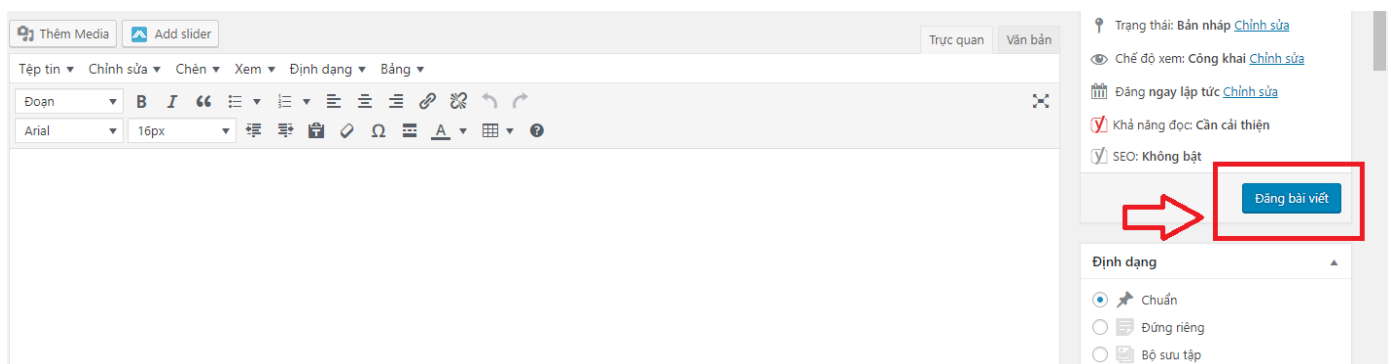 Thêm Media Add slider
Trực quan Văn bản
Tệp tin Chỉnh sửa Chèn Xem Định dạng Bảng
Đoạn B I
Arial 16px Ω A
Trạng thái: Bản nháp Chỉnh sửa
Chế độ xem: Công khai Chỉnh sửa
Đăng ngay lập tức Chỉnh sửa
Khả năng đọc: Cần cải thiện
SEO: Không bật
Đăng bài viết
Định dạng
Chuẩn
Đứng riêng
Bộ sưu tập